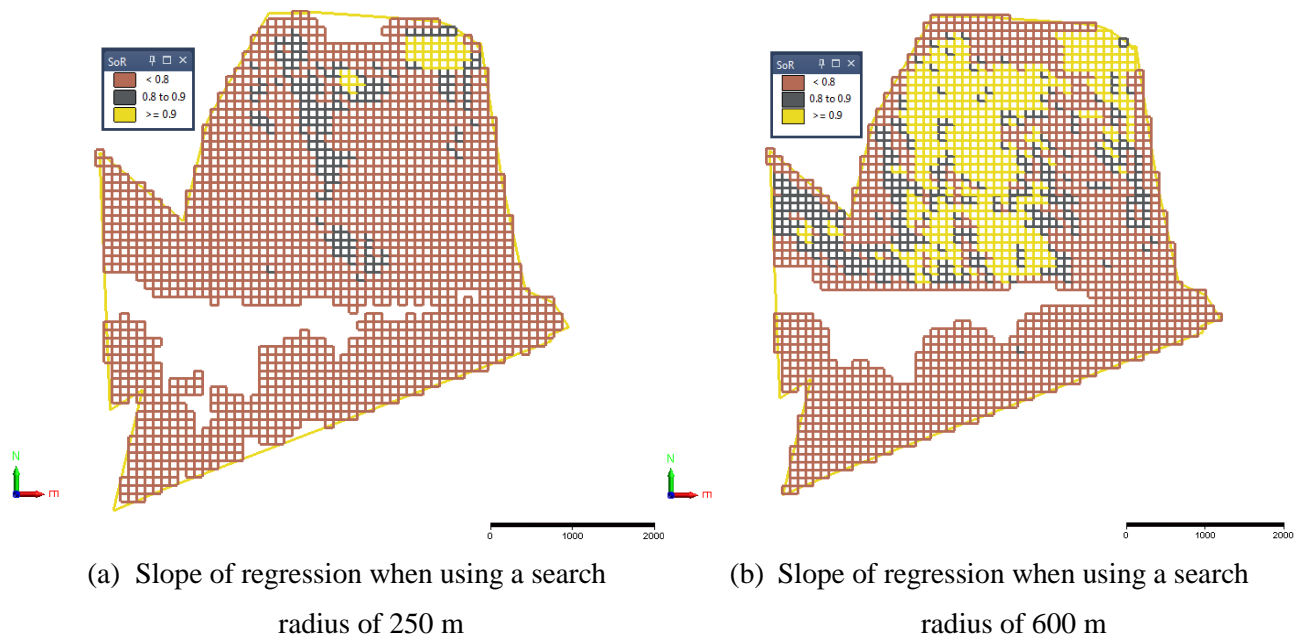 SoR
< 0.8
0.8 to 0.9
>= 0.9
N
E
0 1000 2000
(a) Slope of regression when using a search
radius of 250 m
SoR
< 0.8
0.8 to 0.9
>= 0.9
N
E
0 1000 2000
(b) Slope of regression when using a search
radius of 600 m